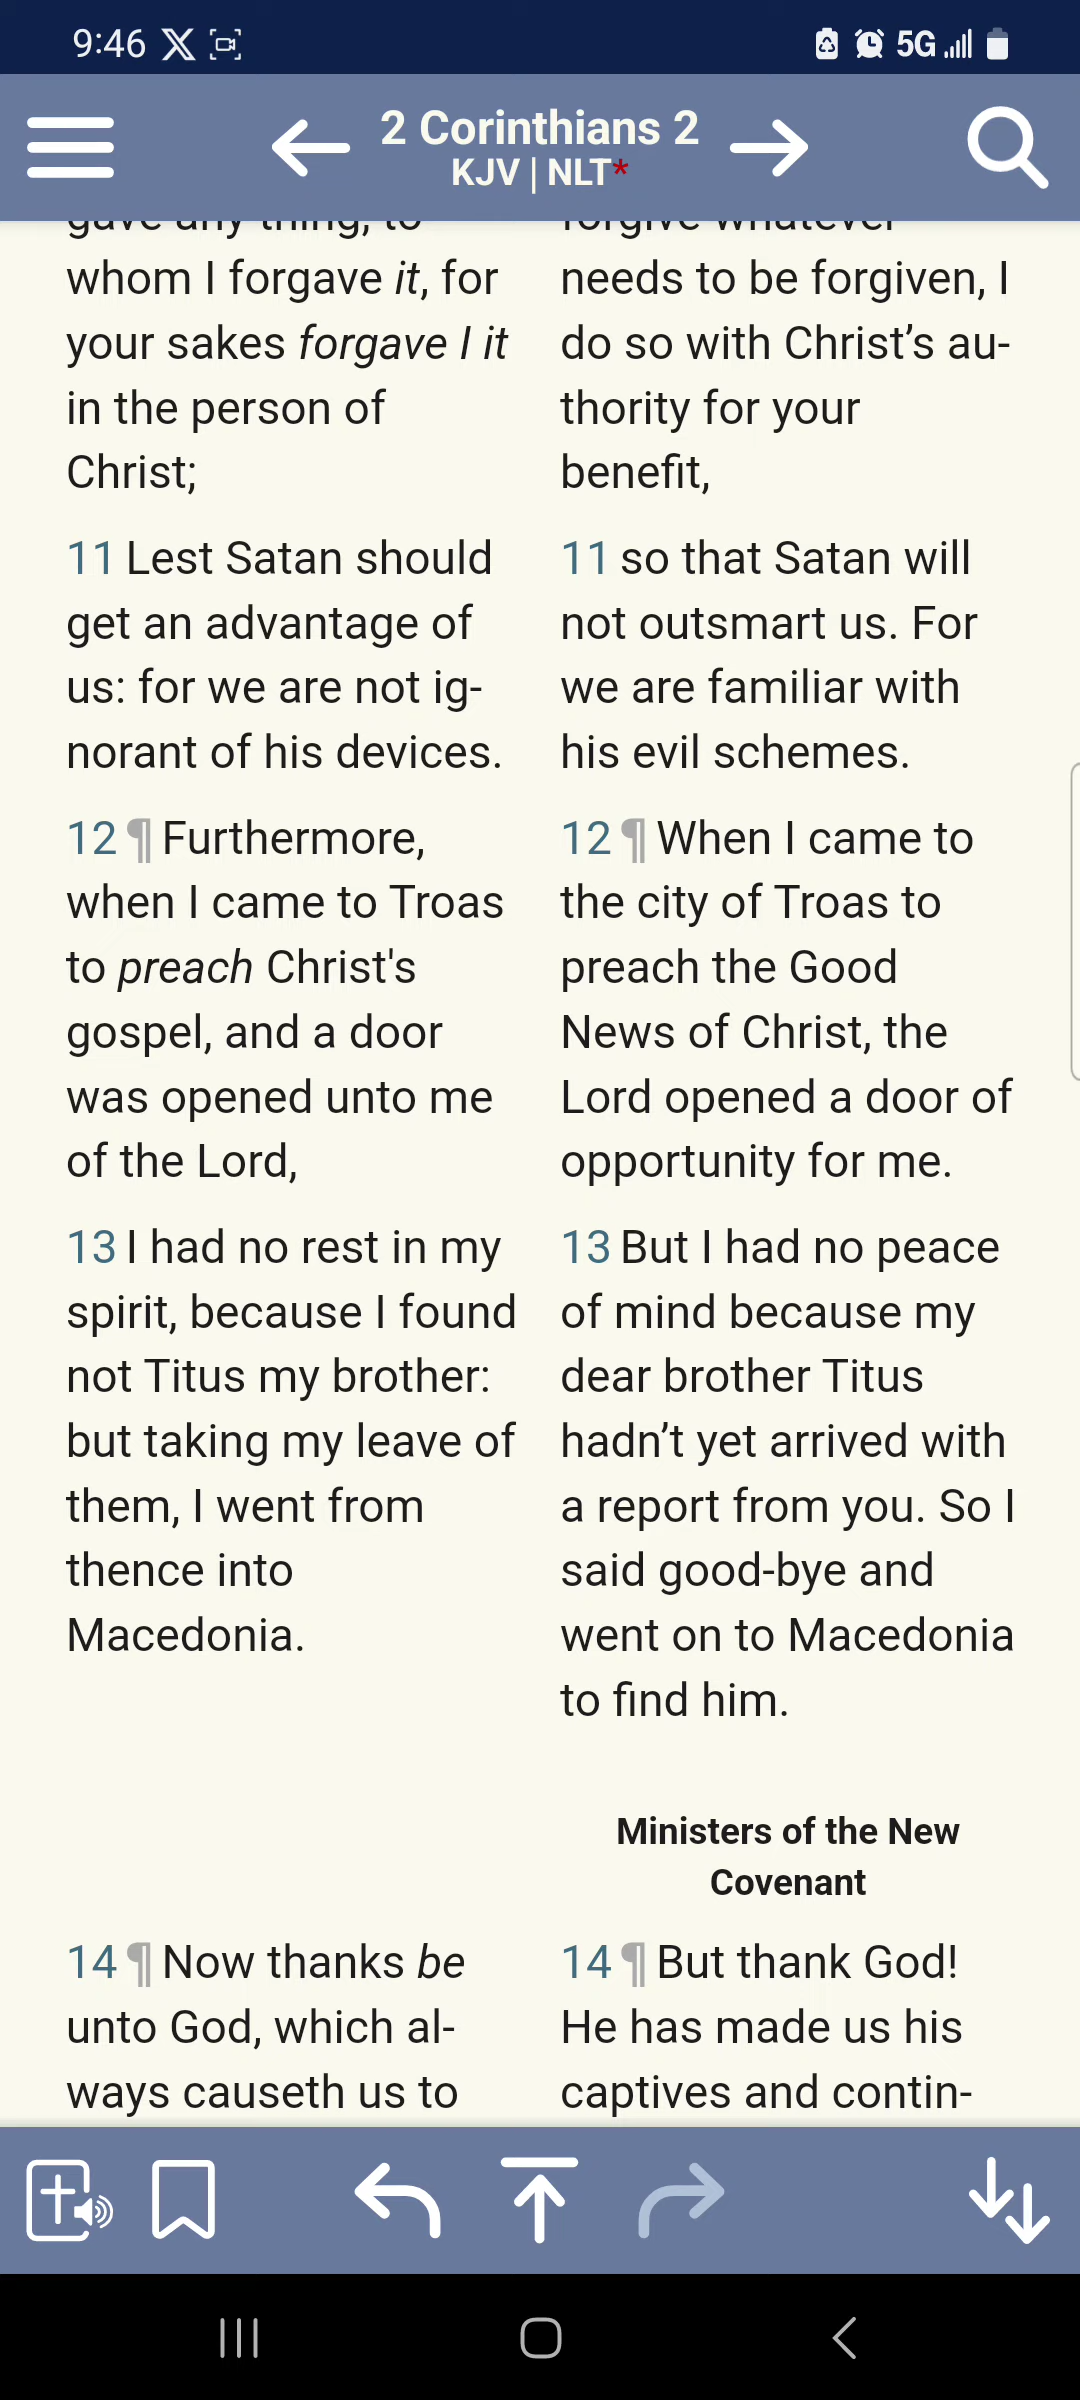 9:46
5G
2 Corinthians 2
KJV | NLT*
gave any thing, to
whom I forgave it, for
your sakes forgave I it
in the person of
Christ;
11 Lest Satan should
get an advantage of
us: for we are not ig-
norant of his devices.
12 ¶ Furthermore,
when I came to Troas
to preach Christ's
gospel, and a door
was opened unto me
of the Lord,
13 I had no rest in my
spirit, because I found
not Titus my brother:
but taking my leave of
them, I went from
thence into
Macedonia.
14 ¶ Now thanks be
unto God, which al-
ways causeth us to
forgive whatever
needs to be forgiven, I
do so with Christ’s au-
thority for your
benefit,
11 so that Satan will
not outsmart us. For
we are familiar with
his evil schemes.
12 ¶ When I came to
the city of Troas to
preach the Good
News of Christ, the
Lord opened a door of
opportunity for me.
13 But I had no peace
of mind because my
dear brother Titus
hadn’t yet arrived with
a report from you. So I
said good-bye and
went on to Macedonia
to find him.
Ministers of the New
Covenant
14 ¶ But thank God!
He has made us his
captives and contin-